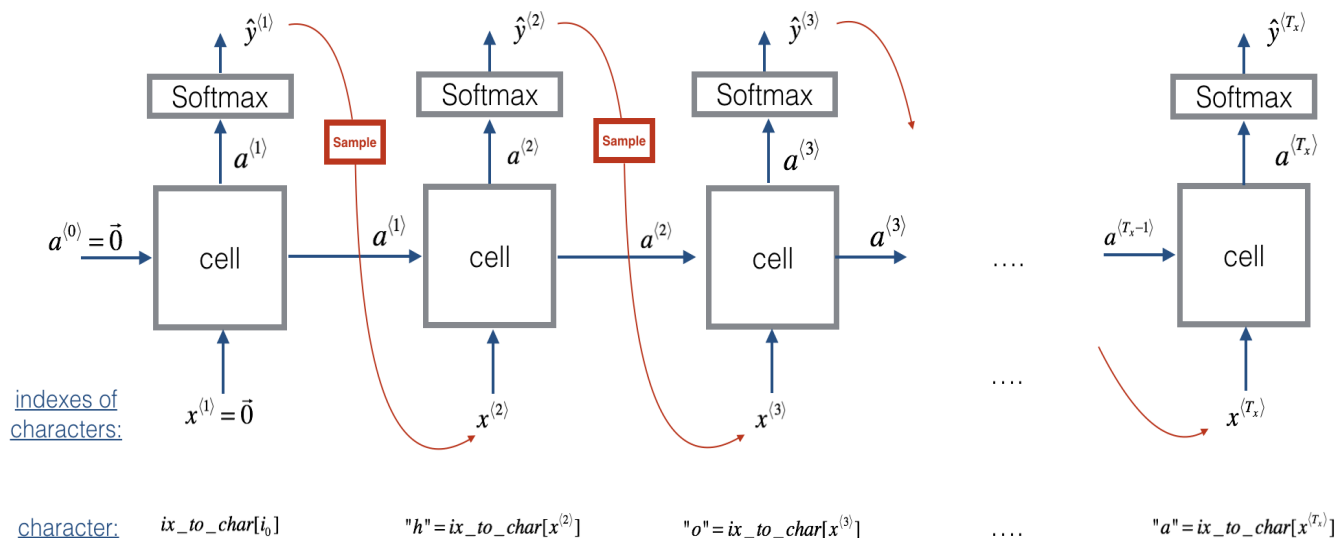 ŷ⟨1⟩ ŷ⟨2⟩ ŷ⟨3⟩ ŷ⟨Tₓ⟩
Softmax Softmax Softmax Softmax
Sample Sample
a⟨1⟩ a⟨2⟩ a⟨3⟩ a⟨Tₓ⟩
a⟨0⟩ = 0⃗ a⟨1⟩ a⟨2⟩ a⟨3⟩ a⟨Tₓ−1⟩
cell cell cell .... cell
....
indexes of
characters:
x⟨1⟩ = 0⃗ x⟨2⟩ x⟨3⟩ x⟨Tₓ⟩
character: ix_to_char[i₀] "h" = ix_to_char[x⟨2⟩] "o" = ix_to_char[x⟨3⟩] .... "a" = ix_to_char[x⟨Tₓ⟩]